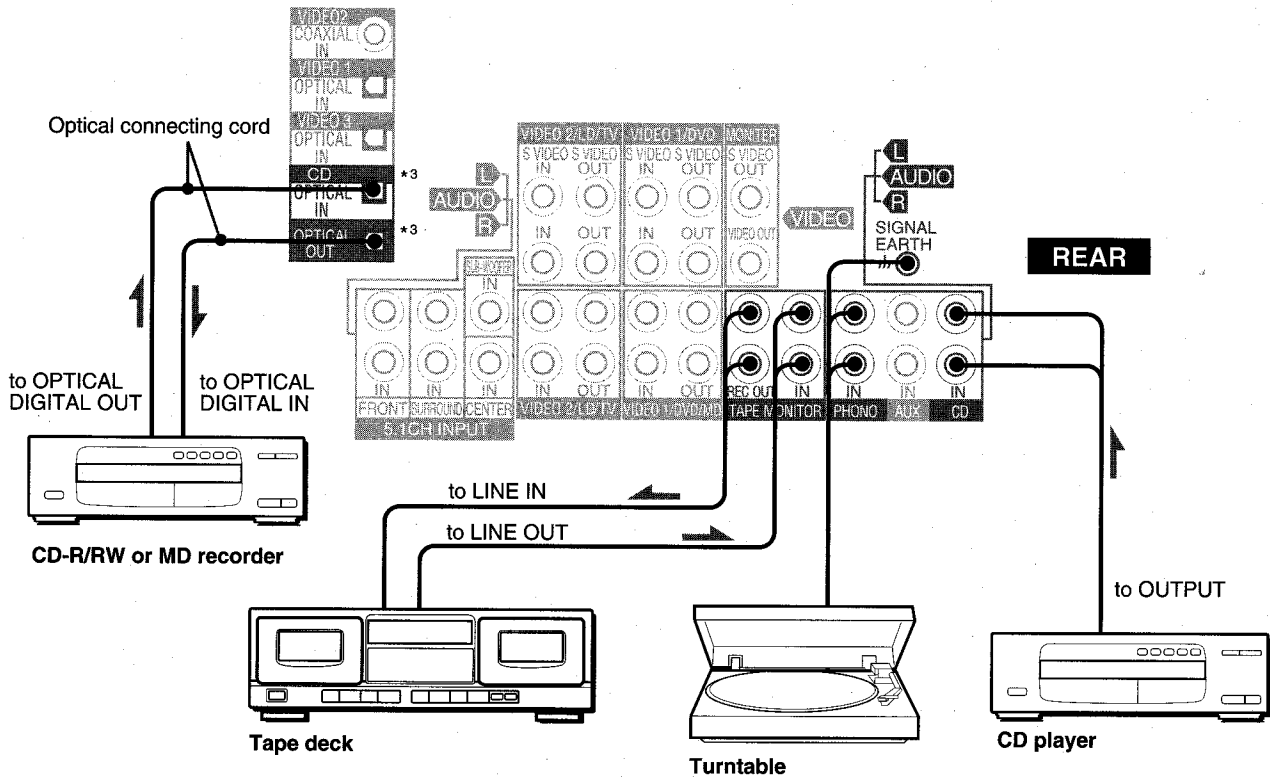 VIDEO2
COAXIAL
IN
VIDEO 1
OPTICAL
IN
VIDEO 3
OPTICAL
IN
CD
*3
OPTICAL
IN
*3
OPTICAL
OUT
Optical connecting cord
to OPTICAL
DIGITAL OUT
to OPTICAL
DIGITAL IN
CD-R/RW or MD recorder
L
AUDIO
R
VIDEO 2/LD/TV
VIDEO 1/DVD
MONITER
S VIDEO
IN
S VIDEO
OUT
S VIDEO
IN
S VIDEO
OUT
S VIDEO
OUT
IN
OUT
IN
OUT
VIDEO OUT
VIDEO
L
AUDIO
R
SIGNAL
EARTH
REAR
SUB-WOOFER
IN
IN
IN
IN
IN
OUT
IN
OUT
REC OUT
IN
IN
IN
IN
FRONT
SURROUND
CENTER
VIDEO 2/LD/TV
VIDEO 1/DVD/MD
TAPE MONITOR
PHONO
AUX
CD
5.1CH INPUT
to LINE IN
to LINE OUT
to OUTPUT
Tape deck
Turntable
CD player